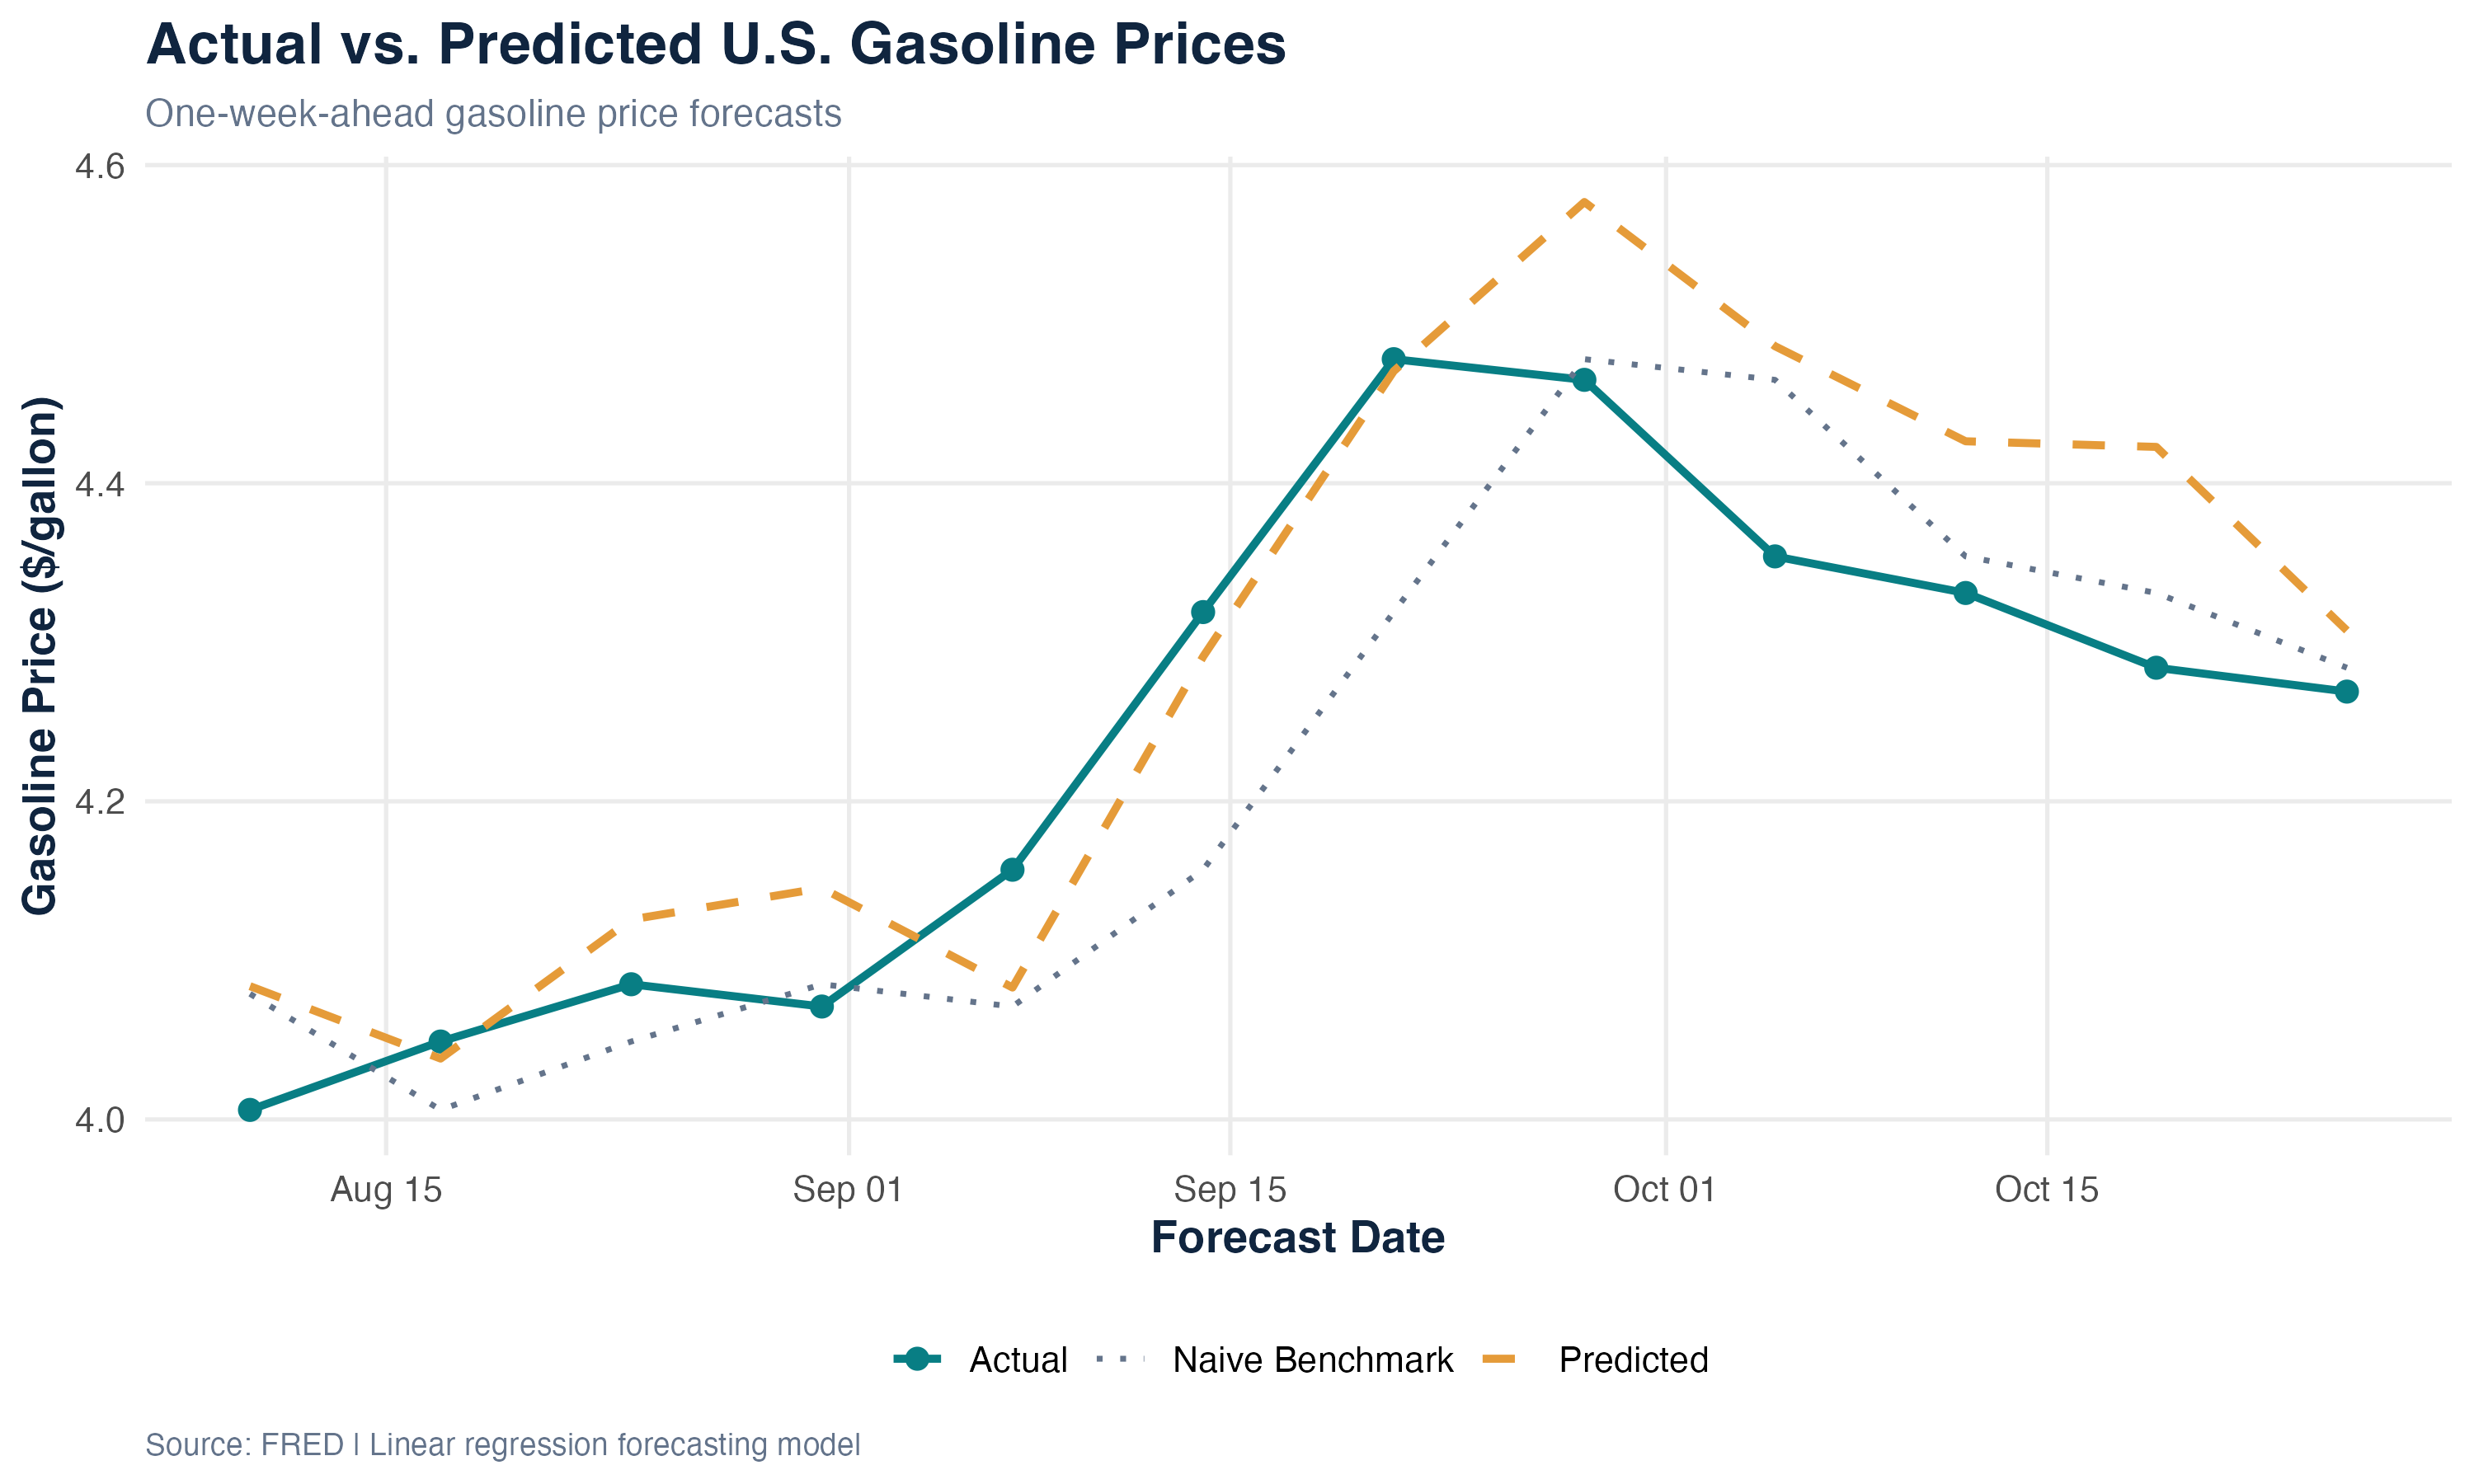 Actual vs. Predicted U.S. Gasoline Prices
One-week-ahead gasoline price forecasts
Gasoline Price ($/gallon)
4.6
4.4
4.2
4.0
Aug 15 Sep 01 Sep 15 Oct 01 Oct 15
Forecast Date
Actual Naive Benchmark Predicted
Source: FRED | Linear regression forecasting model